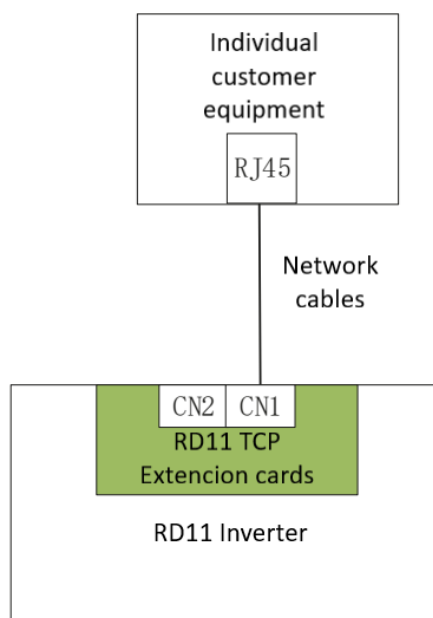 Individual
customer
equipment
RJ45
Network
cables
CN2 CN1
RD11 TCP
Extencion cards
RD11 Inverter